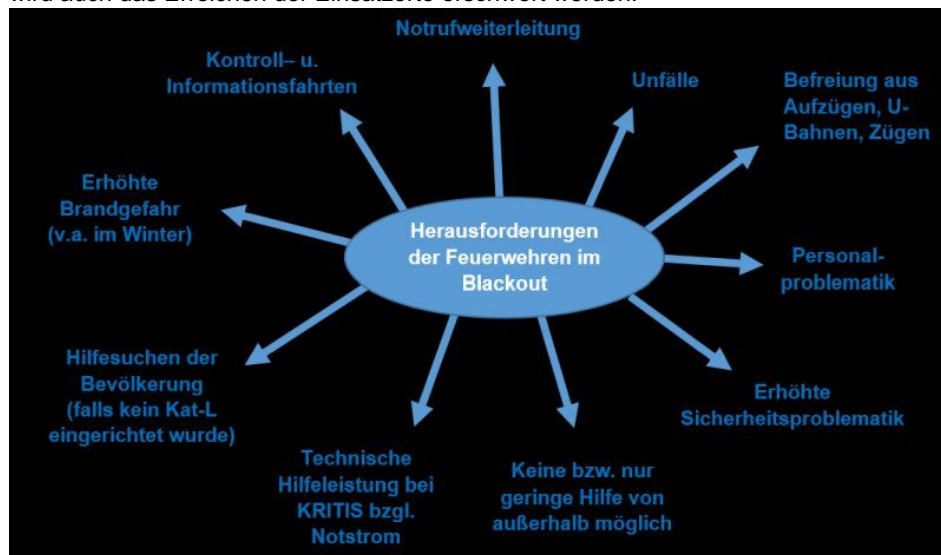 Notrufweiterleitung
Kontroll– u.
Informationsfahrten
Unfälle
Befreiung aus
Aufzügen, U-
Bahnen, Zügen
Erhöhte
Brandgefahr
(v.a. im Winter)
Herausforderungen
der Feuerwehren im
Blackout
Personal-
problematik
Hilfesuchen der
Bevölkerung
(falls kein Kat-L
eingerichtet wurde)
Erhöhte
Sicherheitsproblematik
Technische
Hilfeleistung bei
KRITIS bzgl.
Notstrom
Keine bzw. nur
geringe Hilfe von
außerhalb möglich